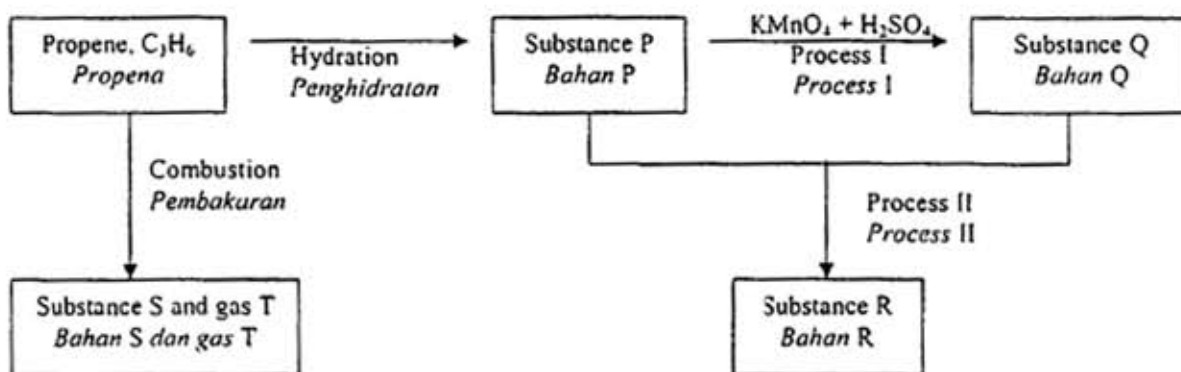 Propene, C₃H₆
Propena
Hydration
Penghidratan
Substance P
Bahan P
KMnO₄ + H₂SO₄
Process I
Process I
Substance Q
Bahan Q
Combustion
Pembakuran
Process II
Process II
Substance S and gas T
Bahan S dan gas T
Substance R
Bahan R